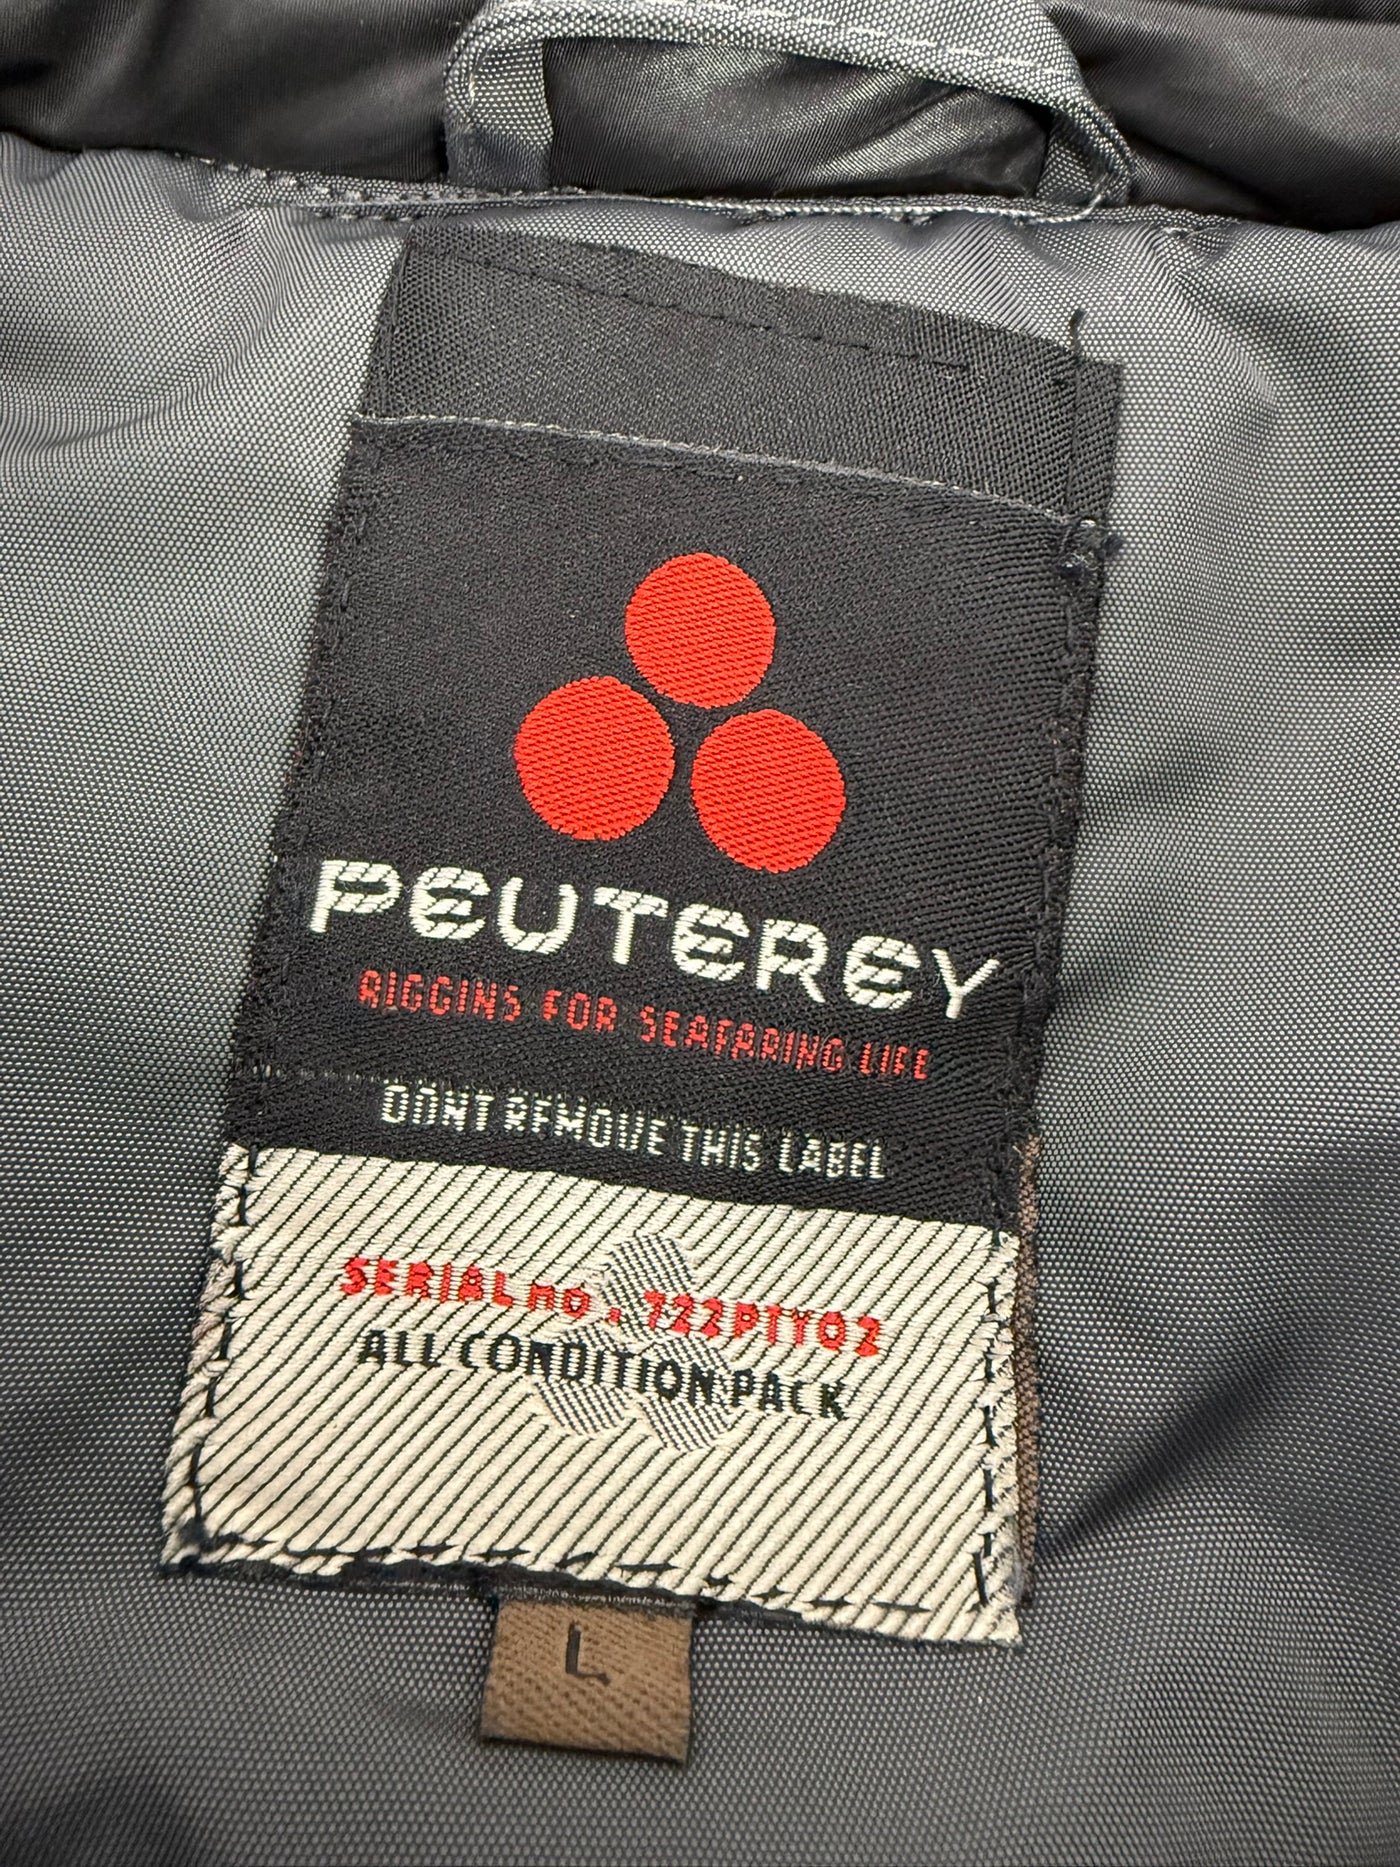 PEUTEREY
RIGGINS FOR SEAFARING LIFE
DONT REMOVE THIS LABEL
SERIAL no . 722PTY02
ALL CONDITION PACK
L